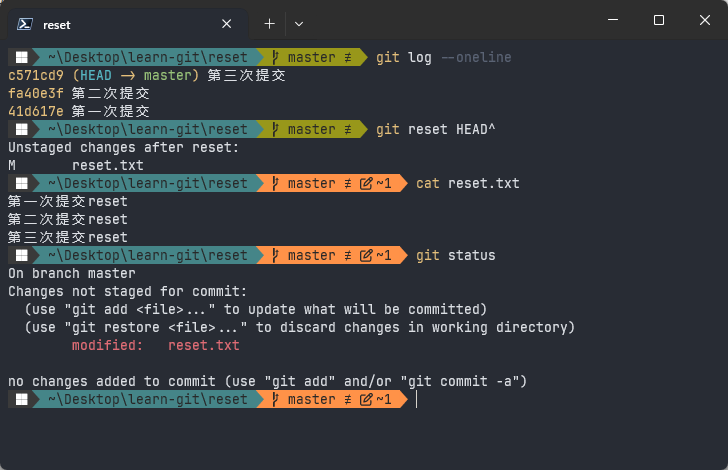 reset
~\Desktop\learn-git\reset master ≢ git log --oneline
c571cd9 (HEAD -> master) 第三次提交
fa40e3f 第二次提交
41d617e 第一次提交
~\Desktop\learn-git\reset master ≢ git reset HEAD^
Unstaged changes after reset:
M       reset.txt
~\Desktop\learn-git\reset master ≢ ~1 cat reset.txt
第一次提交reset
第二次提交reset
第三次提交reset
~\Desktop\learn-git\reset master ≢ ~1 git status
On branch master
Changes not staged for commit:
  (use "git add <file>..." to update what will be committed)
  (use "git restore <file>..." to discard changes in working directory)
        modified:   reset.txt
no changes added to commit (use "git add" and/or "git commit -a")
~\Desktop\learn-git\reset master ≢ ~1